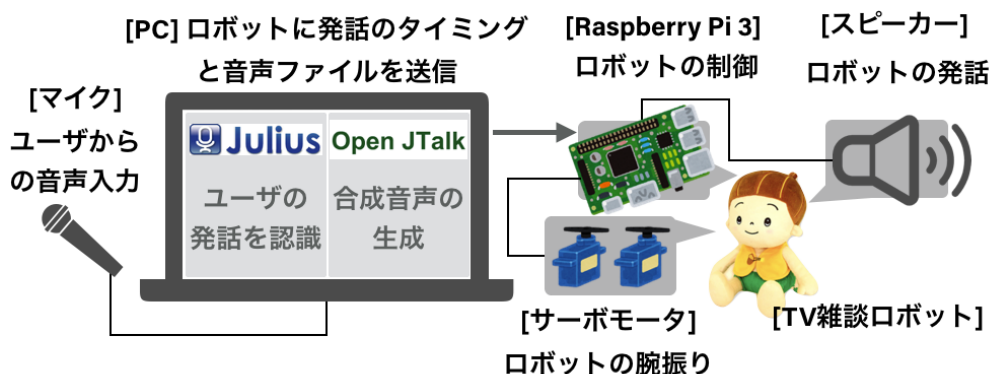 [PC] ロボットに発話のタイミング
と音声ファイルを送信
[Raspberry Pi 3]
ロボットの制御
[スピーカー]
ロボットの発話
[マイク]
ユーザから
の音声入力
Julius
ユーザの
発話を認識
Open JTalk
合成音声の
生成
[サーボモータ]
ロボットの腕振り
[TV雑談ロボット]